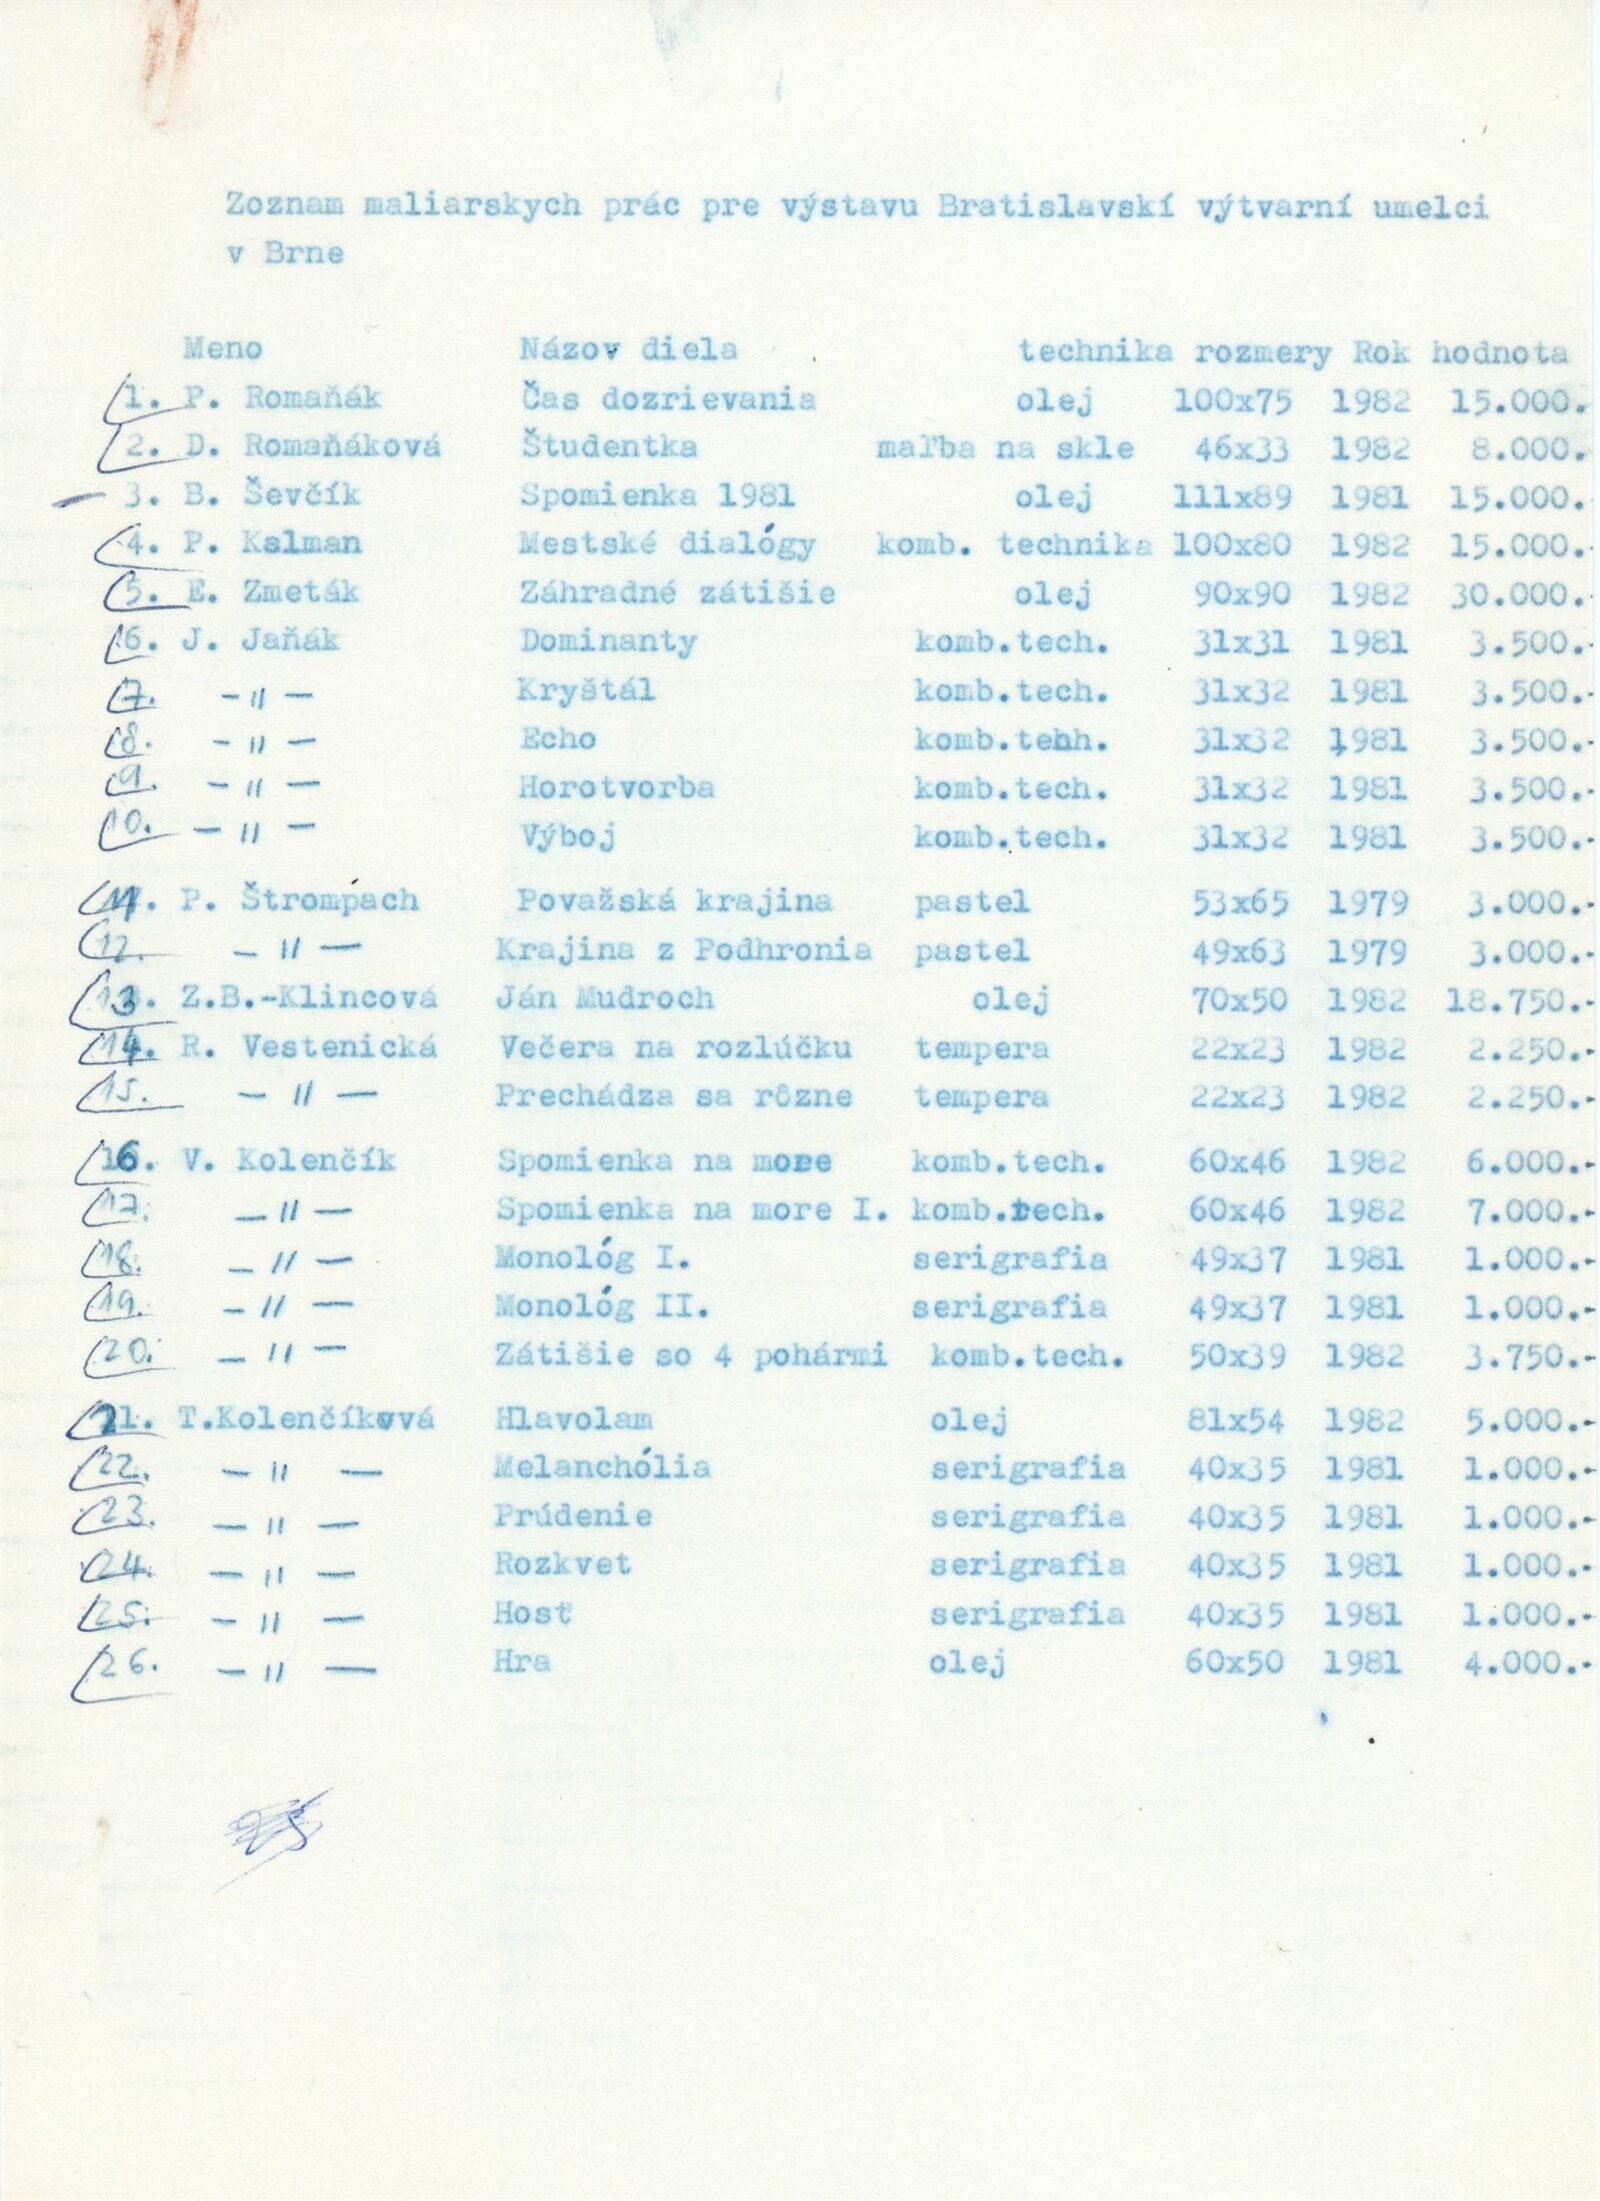 Zoznam maliarskych prác pre výstavu Bratislavskí výtvarní umelci
v Brne
Meno Názov diela technika rozmery Rok hodnota
1. P. Romaňák Čas dozrievania olej 100x75 1982 15.000.
2. D. Romaňáková Študentka maľba na skle 46x33 1982 8.000.
3. B. Ševčík Spomienka 1981 olej 111x89 1981 15.000.
4. P. Kalman Mestské dialógy komb. technika 100x80 1982 15.000.
5. E. Zmeták Záhradné zátišie olej 90x90 1982 30.000.
6. J. Jaňák Dominanty komb.tech. 31x31 1981 3.500.-
7. -"- Kryštál komb.tech. 31x32 1981 3.500.-
8. -"- Echo komb.tehh. 31x32 1981 3.500.-
9. -"- Horotvorba komb.tech. 31x32 1981 3.500.-
10. -"- Výboj komb.tech. 31x32 1981 3.500.-
11. P. Štrompach Považská krajina pastel 53x65 1979 3.000.-
12. -"- Krajina z Podhronia pastel 49x63 1979 3.000.-
13. Z.B.-Klincová Ján Mudroch olej 70x50 1982 18.750.-
14. R. Vestenická Večera na rozlúčku tempera 22x23 1982 2.250.-
15. -"- Prechádza sa rôzne tempera 22x23 1982 2.250.-
16. V. Kolenčík Spomienka na more komb.tech. 60x46 1982 6.000.-
17. -"- Spomienka na more I. komb.tech. 60x46 1982 7.000.-
18. -"- Monológ I. serigrafia 49x37 1981 1.000.-
19. -"- Monológ II. serigrafia 49x37 1981 1.000.-
20. -"- Zátišie so 4 pohármi komb.tech. 50x39 1982 3.750.-
21. T.Kolenčíková Hlavolam olej 81x54 1982 5.000.-
22. -"- Melanchólia serigrafia 40x35 1981 1.000.-
23. -"- Prúdenie serigrafia 40x35 1981 1.000.-
24. -"- Rozkvet serigrafia 40x35 1981 1.000.-
25. -"- Hosť serigrafia 40x35 1981 1.000.-
26. -"- Hra olej 60x50 1981 4.000.-